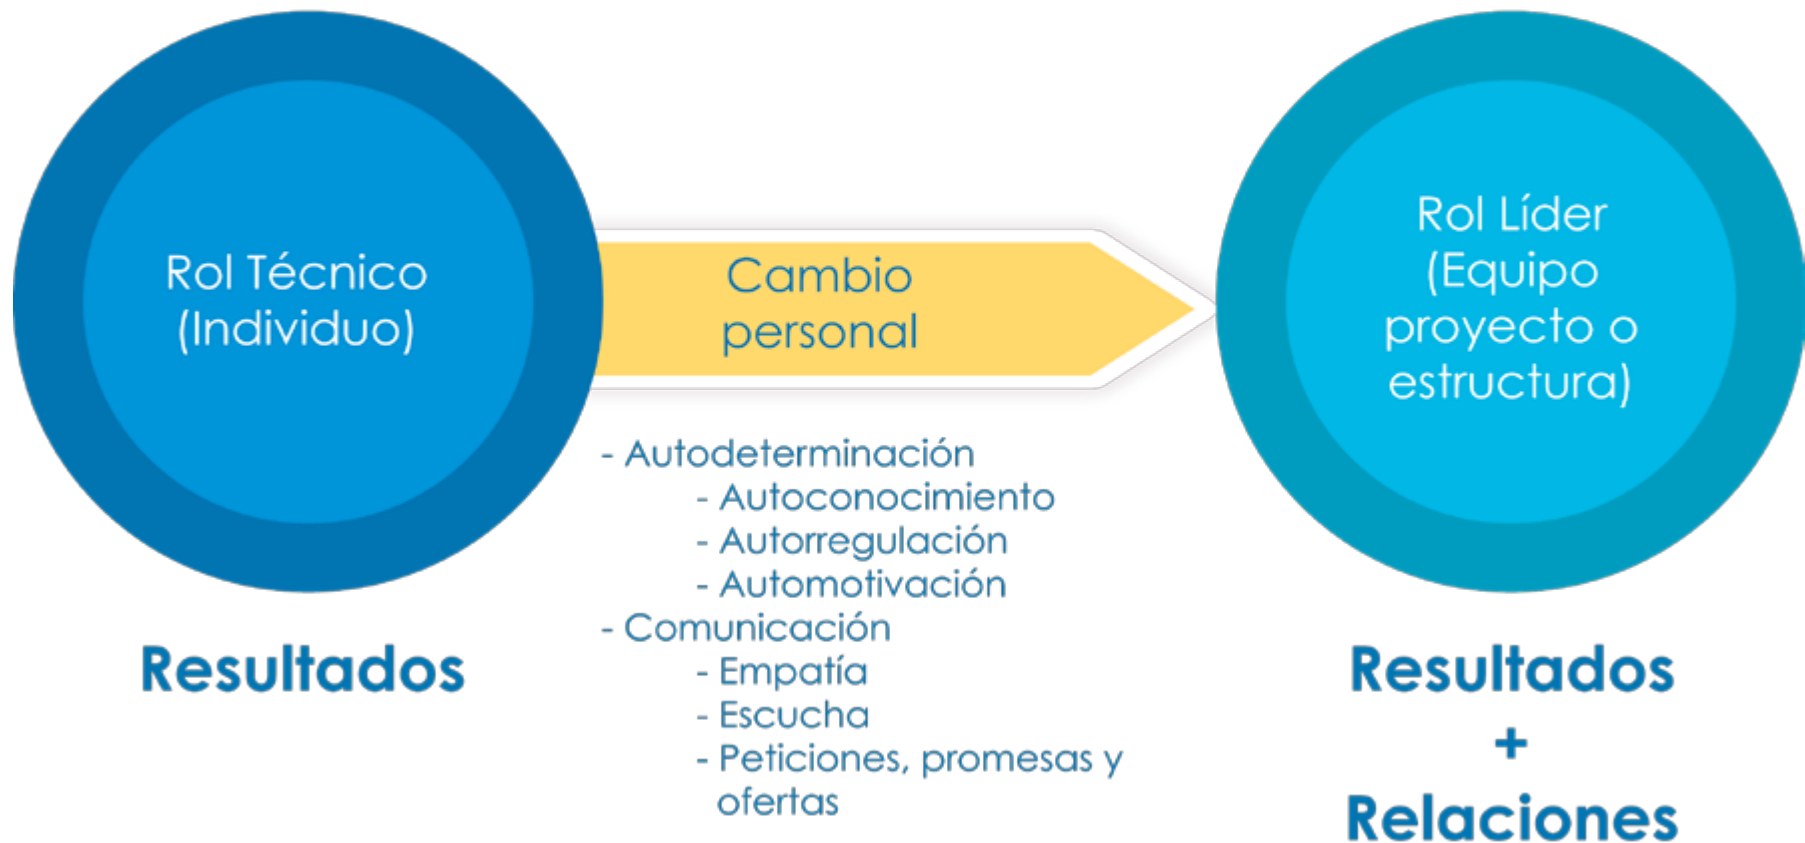 Rol Técnico
(Individuo)
Resultados
Cambio
personal
- Autodeterminación
- Autoconocimiento
- Autorregulación
- Automotivación
- Comunicación
- Empatía
- Escucha
- Peticiones, promesas y
ofertas
Rol Líder
(Equipo
proyecto o
estructura)
Resultados
+
Relaciones